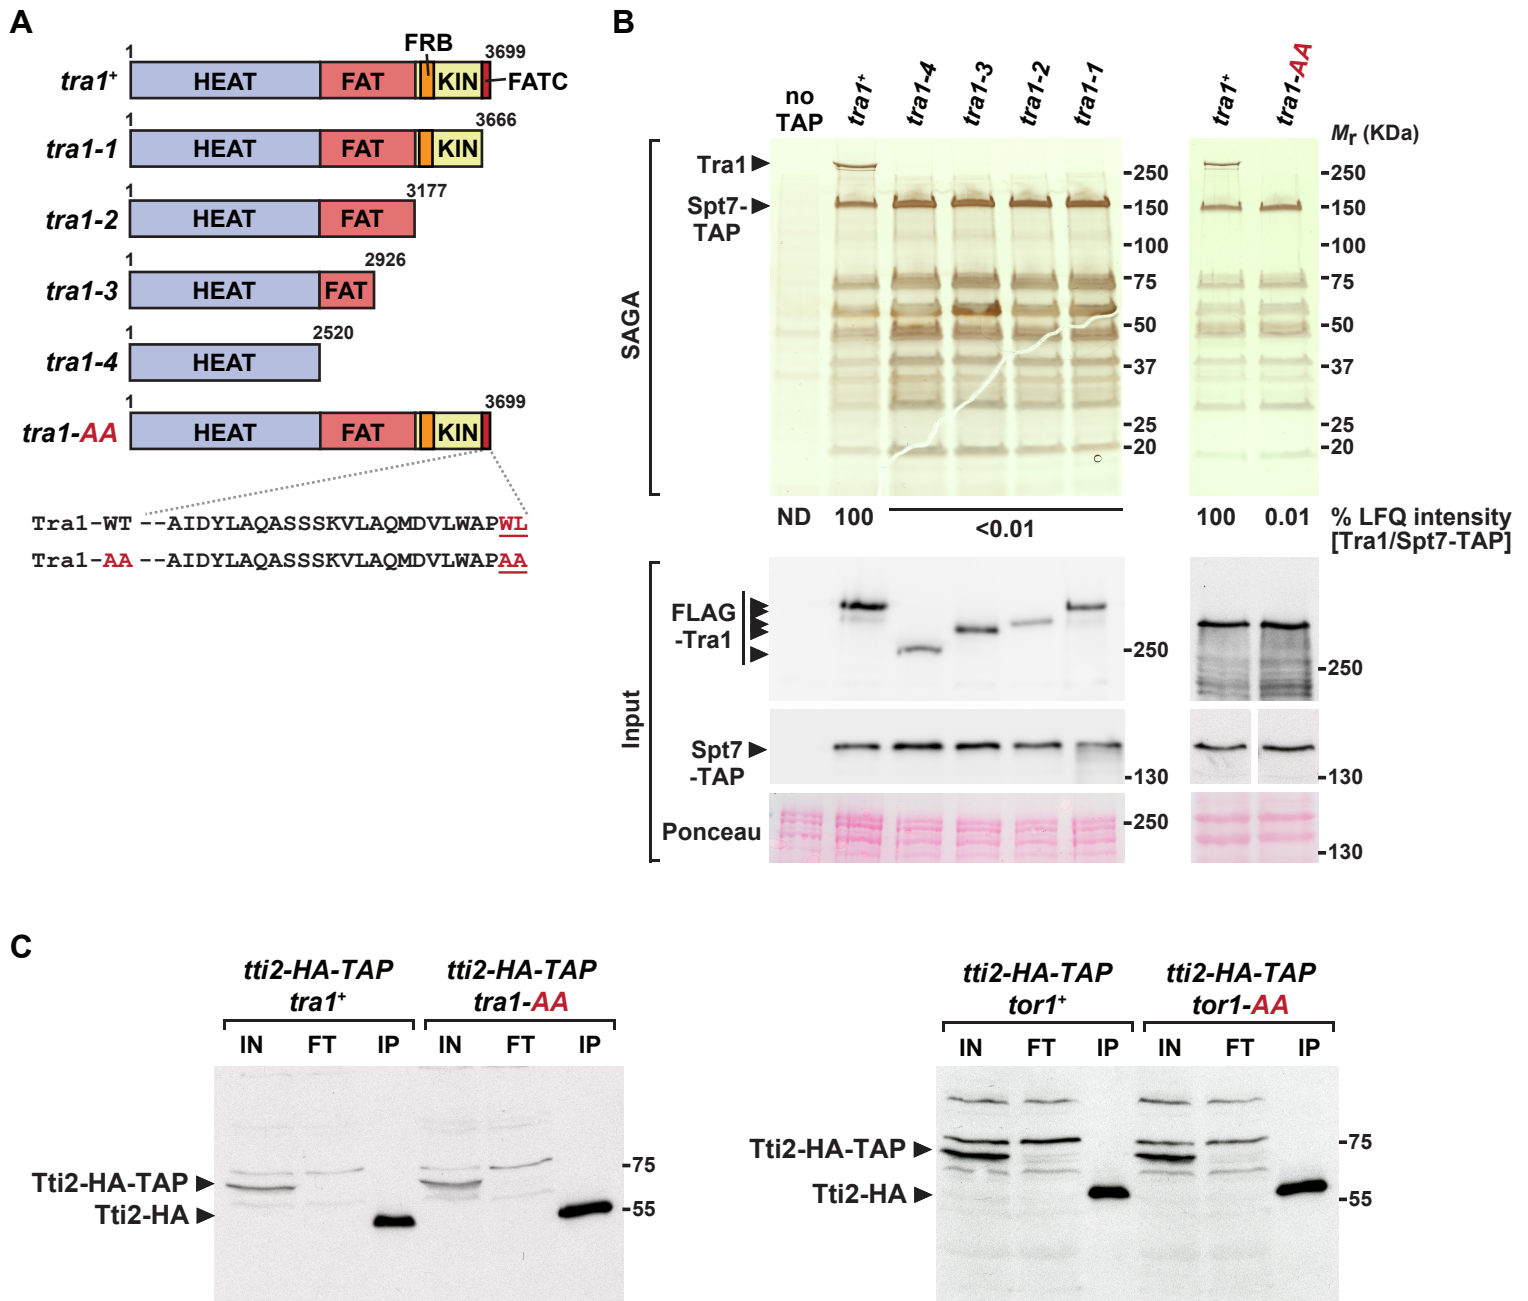 A
1
FRB
3699
tra1+
HEAT
FAT
KIN
FATC
1
3666
tra1-1
HEAT
FAT
KIN
1
3177
tra1-2
HEAT
FAT
1
2926
tra1-3
HEAT
FAT
1
2520
tra1-4
HEAT
1
3699
tra1-AA
HEAT
FAT
KIN
Tra1-WT --AIDYLAQASSSKVLAQMDVLWAPWL
Tra1-AA --AIDYLAQASSSKVLAQMDVLWAPAA
B
no TAP
tra1+
tra1-4
tra1-3
tra1-2
tra1-1
tra1+
tra1-AA
Mr (KDa)
SAGA
Tra1
Spt7-
TAP
250
150
100
75
50
37
25
20
250
150
100
75
50
37
25
20
ND 100 <0.01 100 0.01 % LFQ intensity
[Tra1/Spt7-TAP]
Input
FLAG
-Tra1
250
250
Spt7
-TAP
130
130
Ponceau
250
130
C
tti2-HA-TAP
tra1+
tti2-HA-TAP
tra1-AA
IN FT IP IN FT IP
Tti2-HA-TAP
Tti2-HA
75
55
tti2-HA-TAP
tor1+
tti2-HA-TAP
tor1-AA
IN FT IP IN FT IP
Tti2-HA-TAP
Tti2-HA
75
55